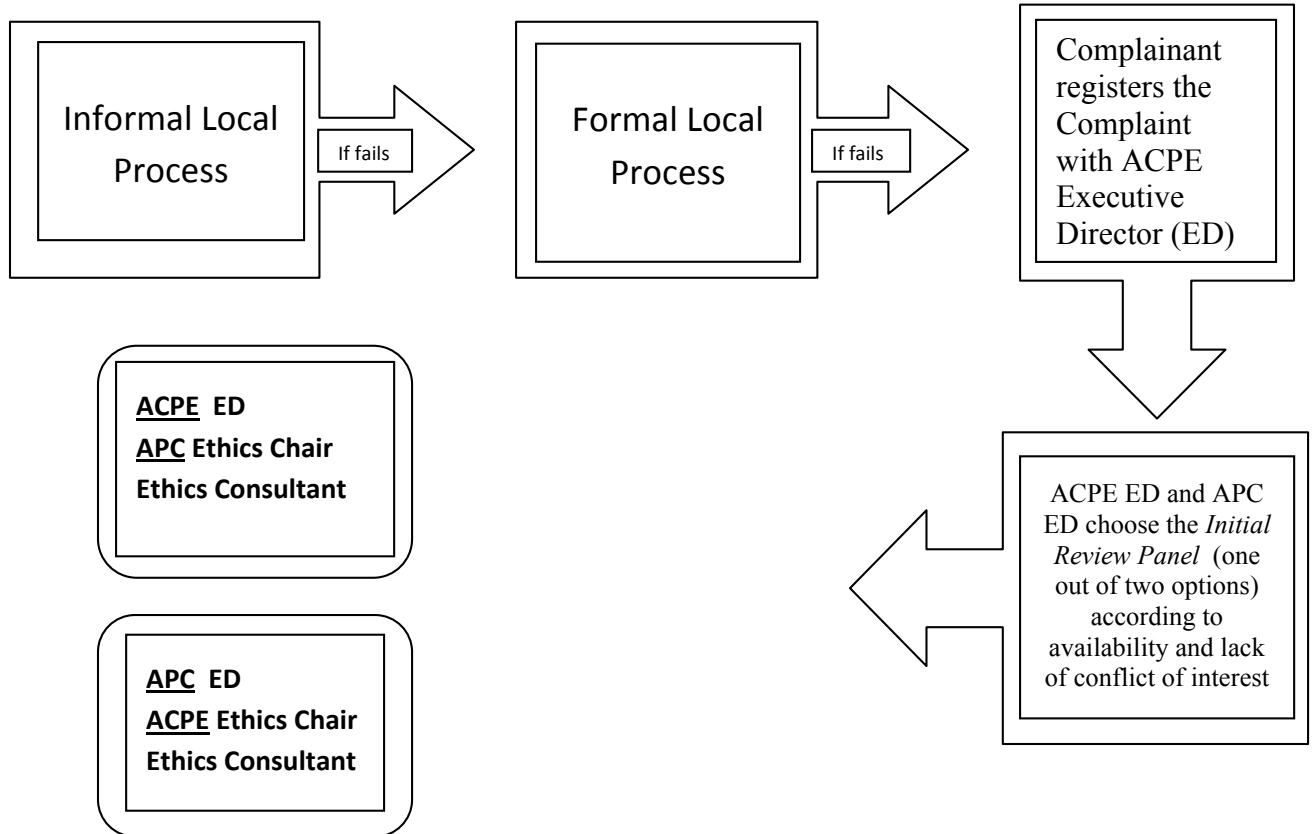 Informal Local
Process
If fails
Formal Local
Process
If fails
Complainant
registers the
Complaint
with ACPE
Executive
Director (ED)
ACPE ED and APC
ED choose the Initial
Review Panel (one
out of two options)
according to
availability and lack
of conflict of interest
ACPE ED
APC Ethics Chair
Ethics Consultant
APC ED
ACPE Ethics Chair
Ethics Consultant